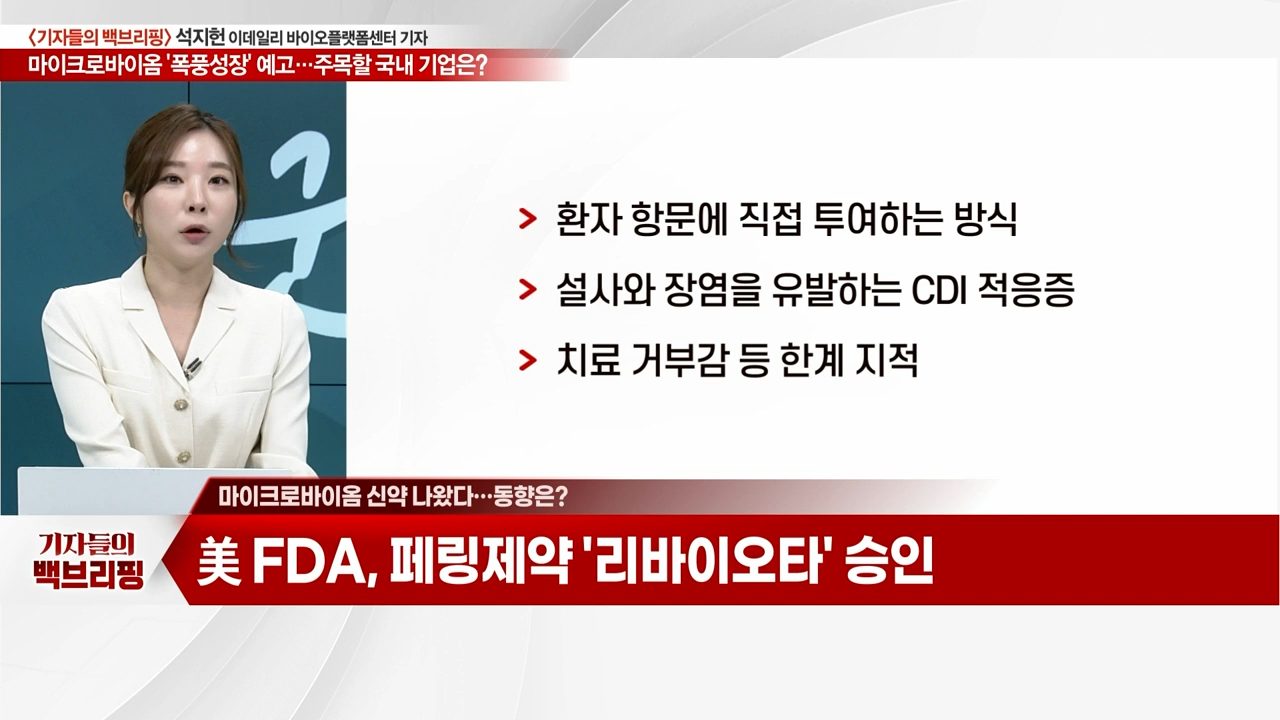 <기자들의 백브리핑> 석지헌 이데일리 바이오플랫폼센터 기자
마이크로바이옴 '폭풍성장' 예고…주목할 국내 기업은?
> 환자 항문에 직접 투여하는 방식
> 설사와 장염을 유발하는 CDI 적응증
> 치료 거부감 등 한계 지적
마이크로바이옴 신약 나왔다…동향은?
기자들의
백브리핑
美 FDA, 페링제약 '리바이오타' 승인